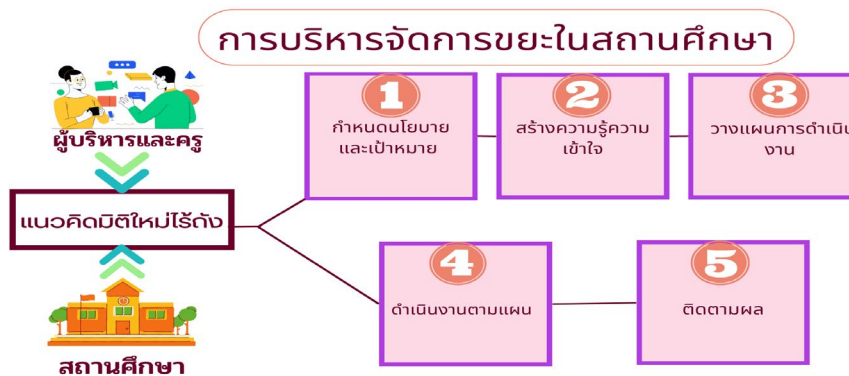 การบริหารจัดการขยะในสถานศึกษา
ผู้บริหารและครู
แนวคิดมิติใหม่ไร้ถัง
สถานศึกษา
1
กำหนดนโยบาย
และเป้าหมาย
2
สร้างความรู้ความ
เข้าใจ
3
วางแผนการดำเนิน
งาน
4
ดำเนินงานตามแผน
5
ติดตามผล